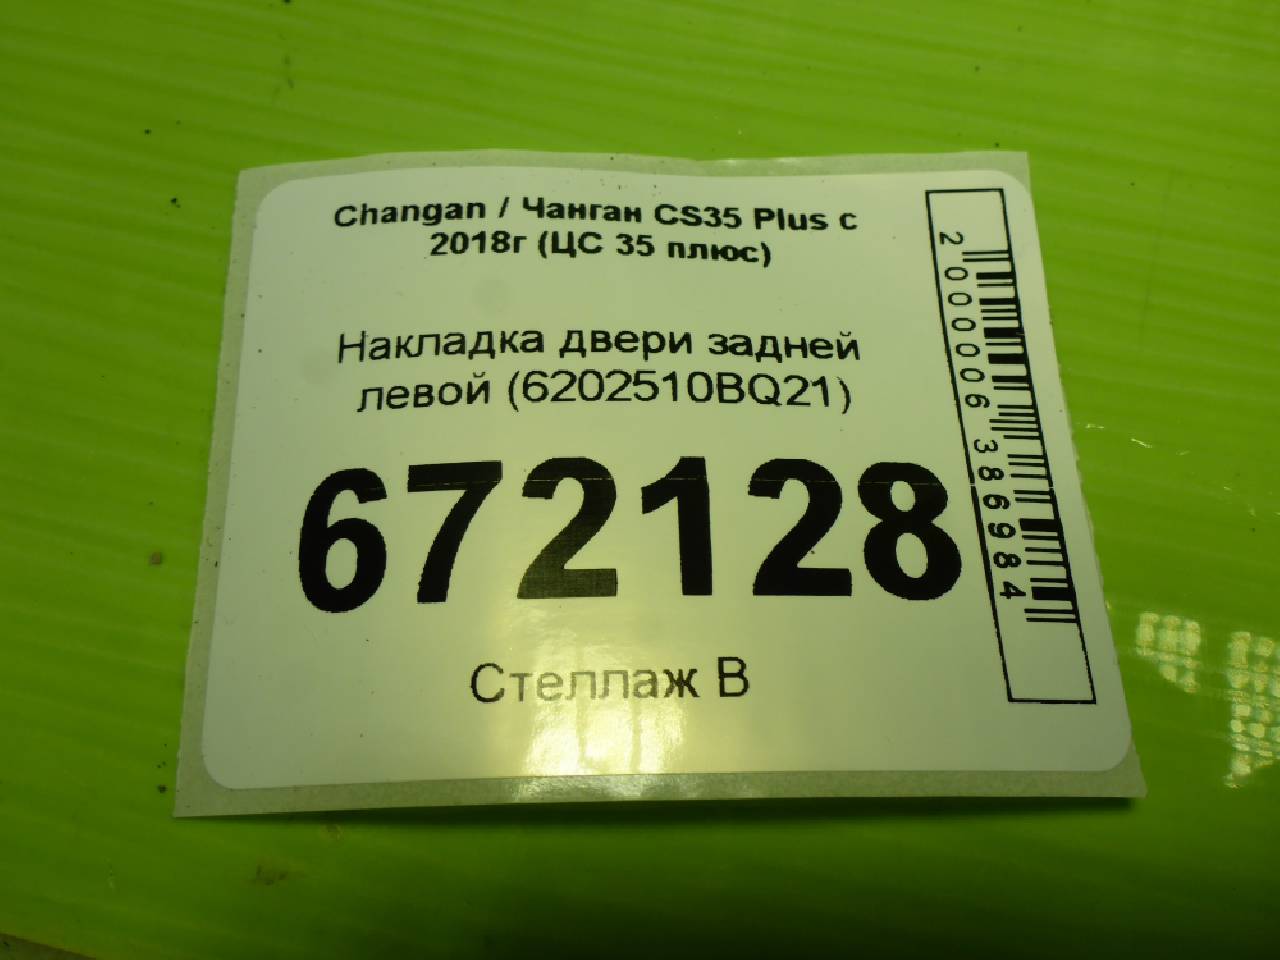 Changan / Чанган CS35 Plus с
2018г (ЦС 35 плюс)
Накладка двери задней
левой (6202510BQ21)
672128
Стеллаж В
2000006386984